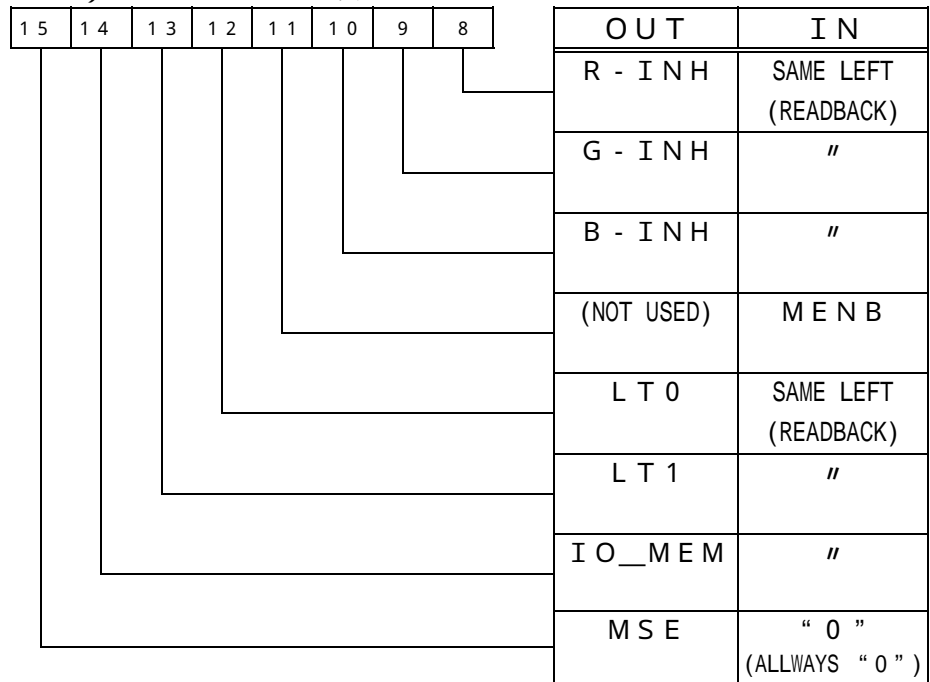 15 14 13 12 11 10 9 8
OUT IN
R-INH SAME LEFT
(READBACK)
G-INH 〃
B-INH 〃
(NOT USED) MENB
LT0 SAME LEFT
(READBACK)
LT1 〃
IO_MEM 〃
MSE “0”
(ALLWAYS “0”)